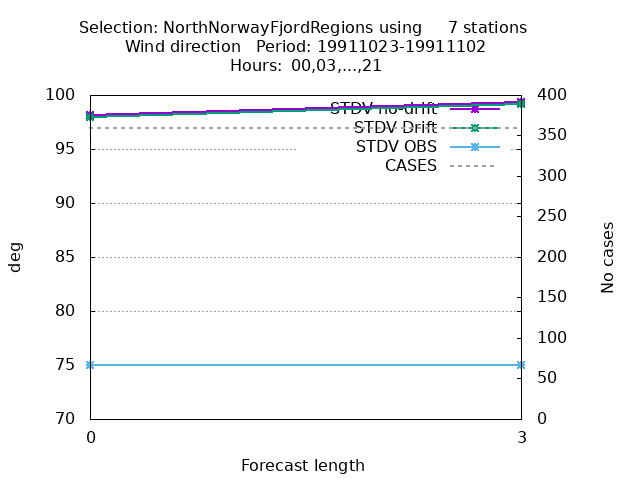 Selection: NorthNorwayFjordRegions using 7 stations
Wind direction Period: 19911023-19911102
Hours: 00,03,...,21
100
95
90
85
80
75
70
400
350
300
250
200
150
100
50
0
STDV no-drift
STDV Drift
STDV OBS
CASES
deg
No cases
0
3
Forecast length